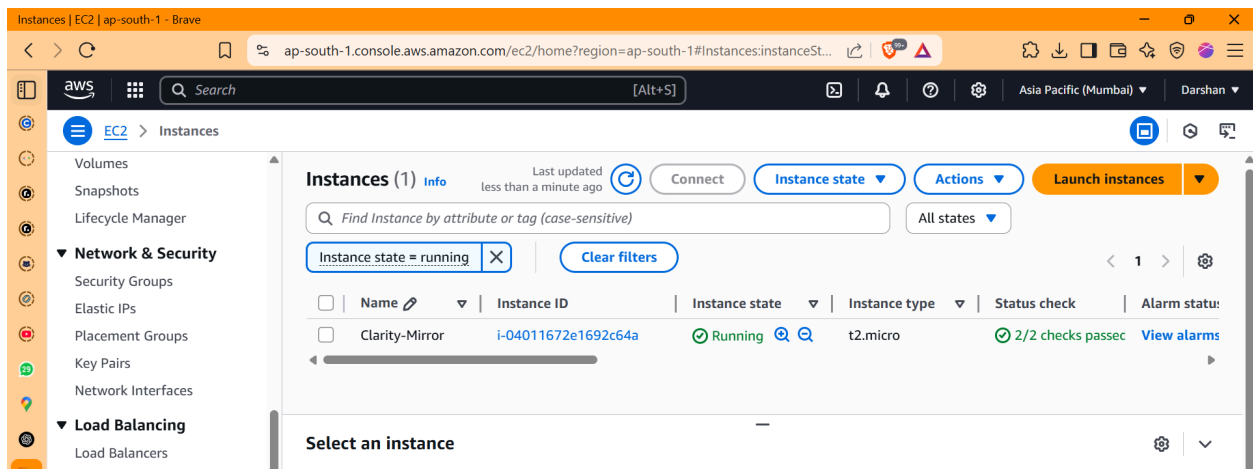 Instances | EC2 | ap-south-1 - Brave
ap-south-1.console.aws.amazon.com/ec2/home?region=ap-south-1#Instances:instanceSt...
99+
aws
Search
[Alt+S]
Asia Pacific (Mumbai)
Darshan
EC2 > Instances
Volumes
Snapshots
Lifecycle Manager
Network & Security
Security Groups
Elastic IPs
Placement Groups
Key Pairs
Network Interfaces
Load Balancing
Load Balancers
29
Instances (1) Info
Last updated
less than a minute ago
Connect
Instance state
Actions
Launch instances
Find Instance by attribute or tag (case-sensitive)
All states
Instance state = running
Clear filters
1
Name Instance ID Instance state Instance type Status check Alarm status
Clarity-Mirror i-04011672e1692c64a Running t2.micro 2/2 checks passec View alarms
Select an instance